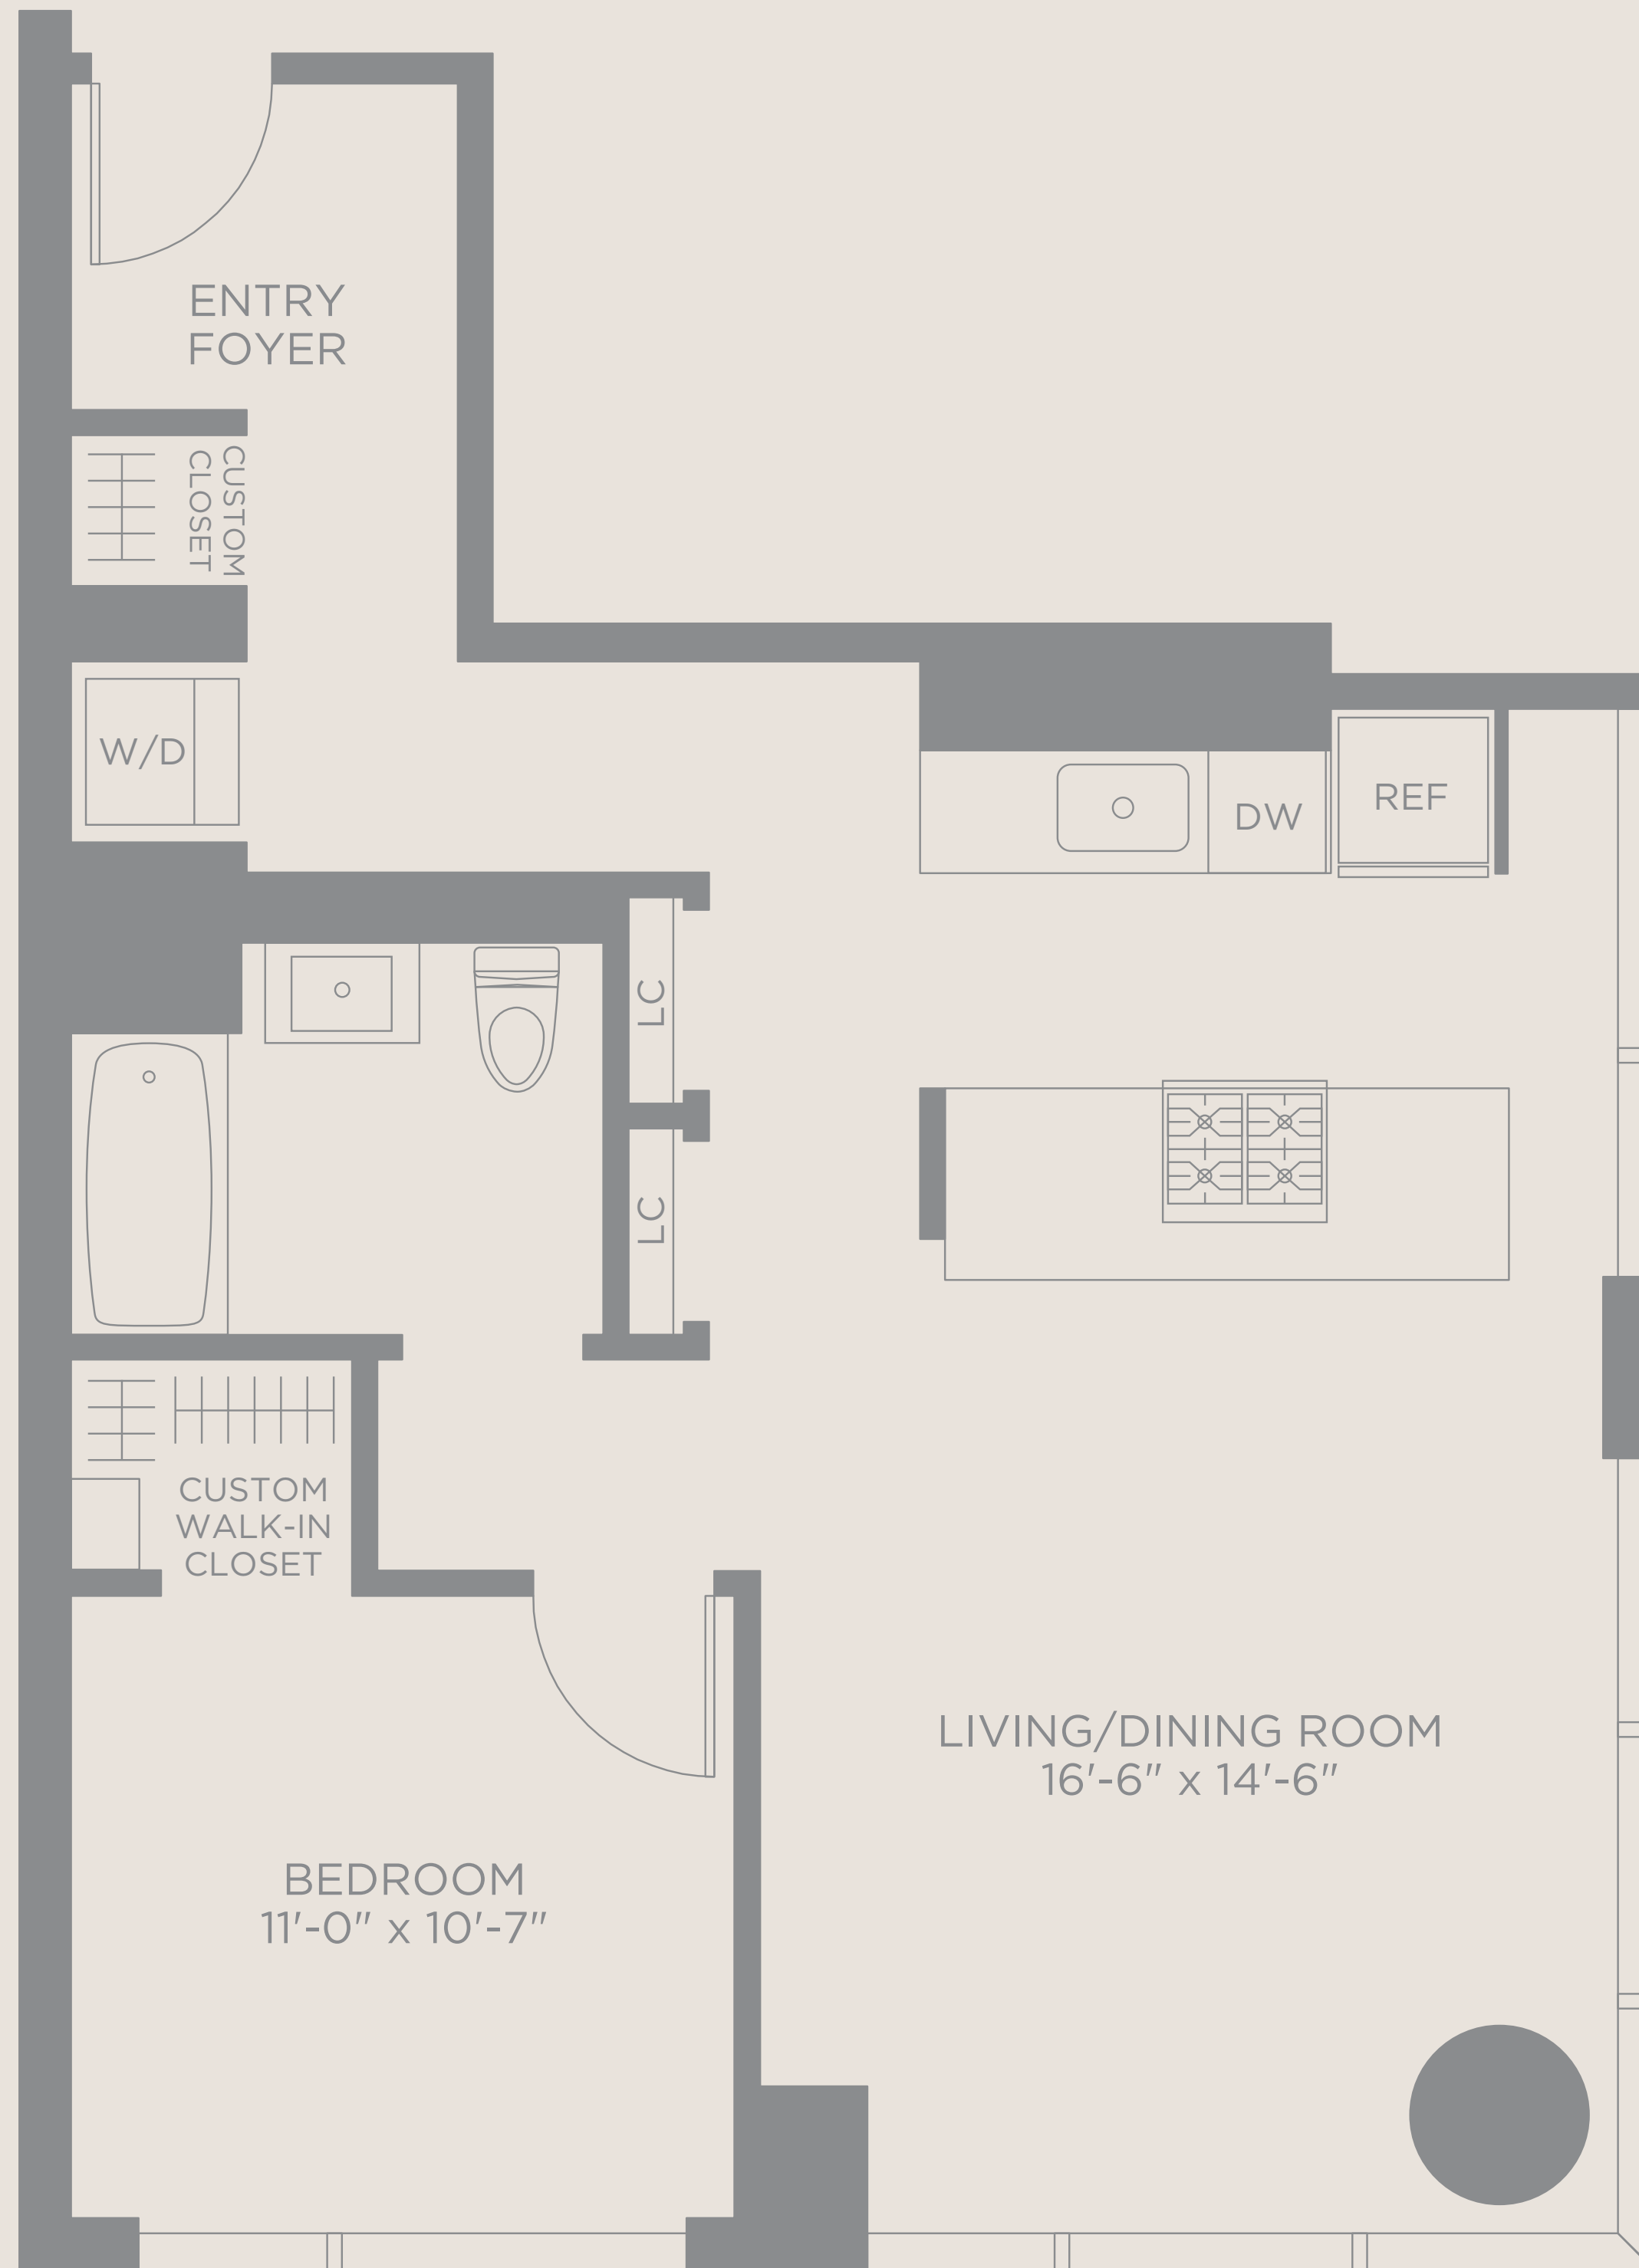 ENTRY
FOYER
CUSTOM
CLOSET
W/D
DW
REF
LC
LC
CUSTOM
WALK-IN
CLOSET
LIVING/DINING ROOM
16'-6" x 14'-6"
BEDROOM
11'-0" x 10'-7"